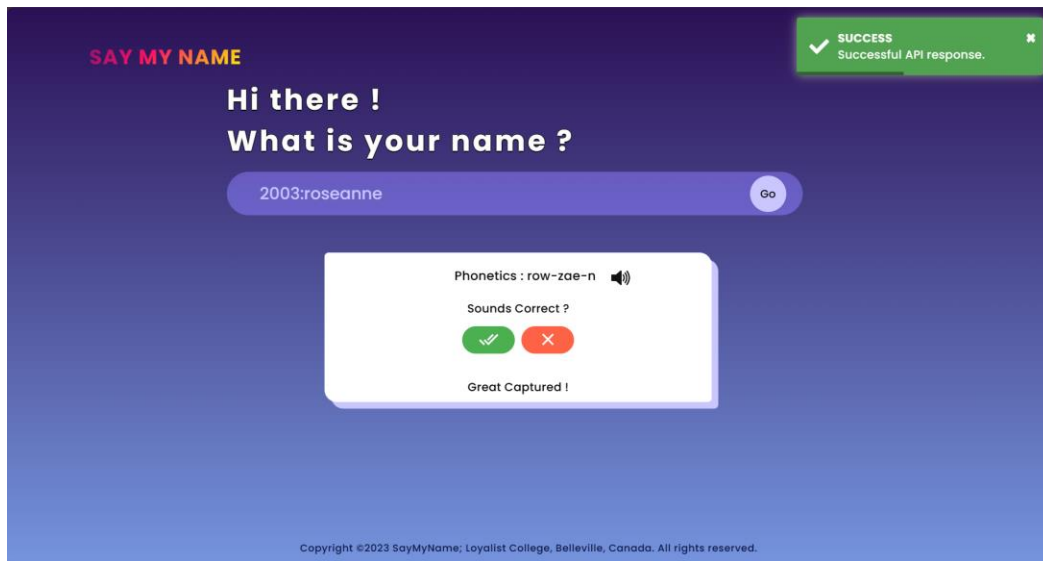 SAY MY NAME
SUCCESS
Successful API response.
Hi there !
What is your name ?
2003:roseanne
Go
Phonetics : row-zae-n
Sounds Correct ?
Great Captured !
Copyright ©2023 SayMyName; Loyalist College, Belleville, Canada. All rights reserved.